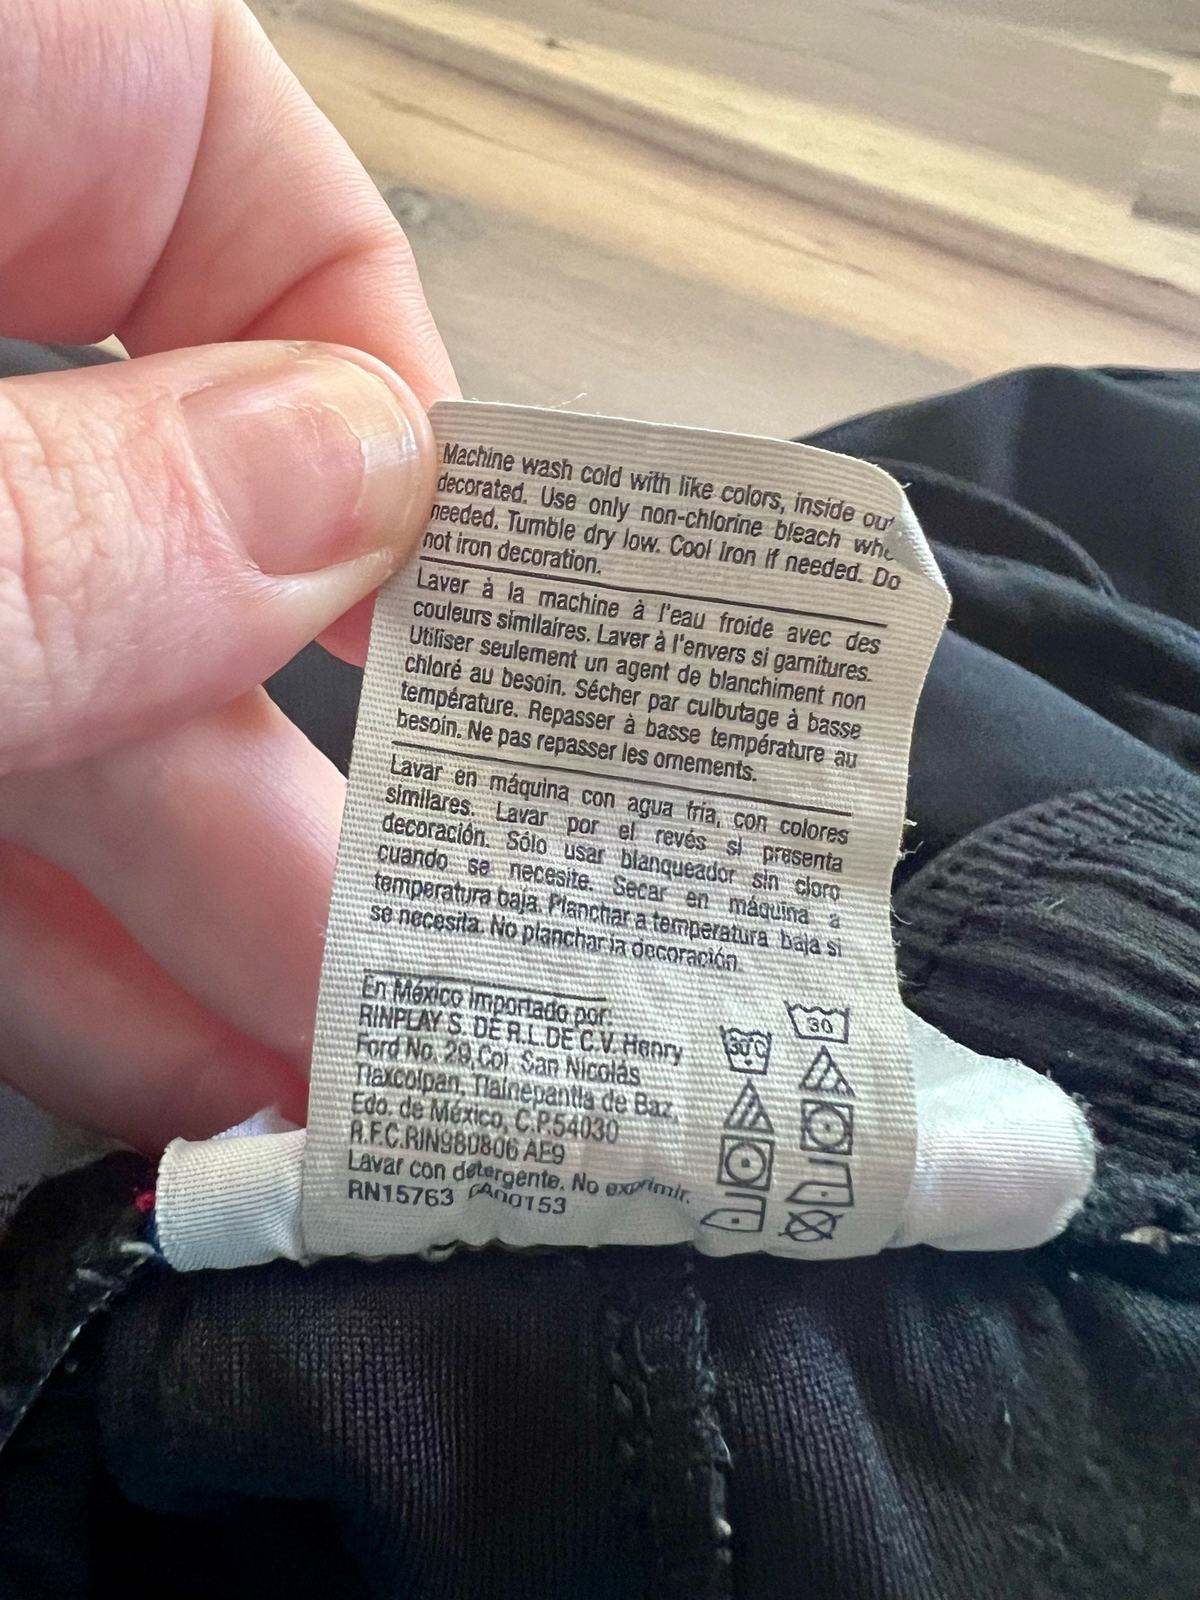 Machine wash cold with like colors, inside out
decorated. Use only non-chlorine bleach
needed. Tumble dry low. Cool Iron if needed. Do
not iron decoration.
Laver à la machine à l'eau froide avec des
couleurs similaires. Laver à l'envers si garnitures.
Utiliser seulement un agent de blanchiment non
chloré au besoin. Sécher par culbutage à basse
température. Repasser à basse température au
besoin. Ne pas repasser les ornements.
Lavar en máquina con agua fría, con colores
similares. Lavar por el revés si presenta
decoración. Sólo usar blanqueador sin cloro
cuando se necesite. Secar en máquina a
temperatura baja. Planchar a temperatura baja si
se necesita. No planchar la decoración.
En México importado por:
RINPLAY S. DE R.L. DE C.V. Henry
Ford No. 29,Col. San Nicolás
Tlaxcolpan, Tlalnepantla de Baz,
Edo. de México, C.P.54030
R.F.C.RIN980806 AE9
Lavar con detergente. No exprimir.
RN15763 CA00153
30°C
30